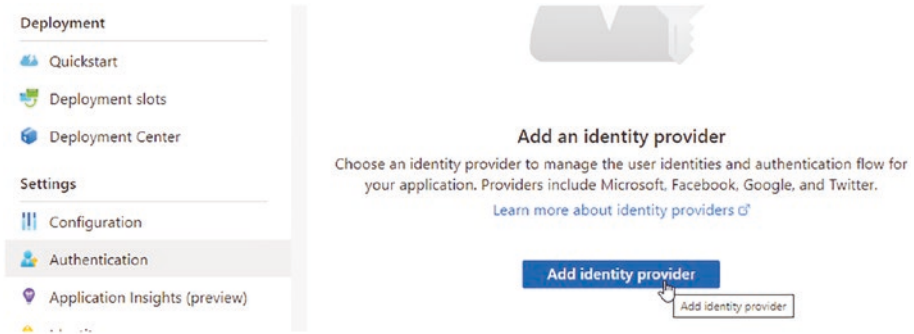 Deployment
Quickstart
Deployment slots
Deployment Center
Settings
Configuration
Authentication
Application Insights (preview)
Add an identity provider
Choose an identity provider to manage the user identities and authentication flow for
your application. Providers include Microsoft, Facebook, Google, and Twitter.
Learn more about identity providers
Add identity provider
Add identity provider